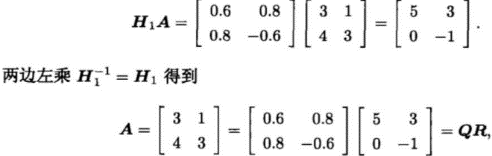 H₁A = [ 0.6 0.8 ; 0.8 −0.6 ] [ 3 1 ; 4 3 ] = [ 5 3 ; 0 −1 ] .
两边左乘 H₁⁻¹ = H₁ 得到
A = [ 3 1 ; 4 3 ] = [ 0.6 0.8 ; 0.8 −0.6 ] [ 5 3 ; 0 −1 ] = QR,